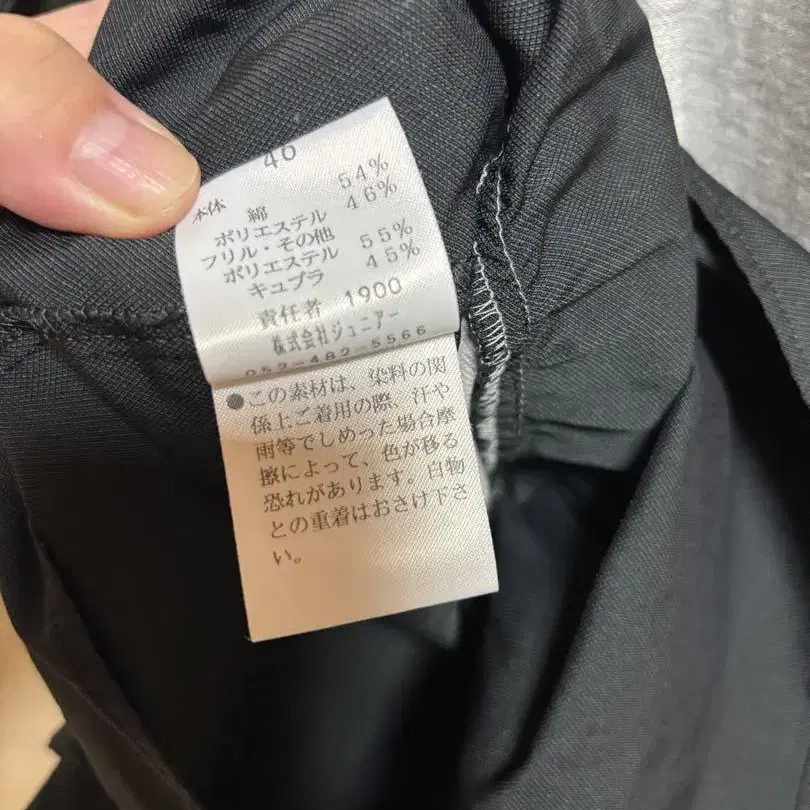 40
本体 綿 54%
ポリエステル 46%
フリル・その他
ポリエステル 55%
キュプラ 45%
責任者 1900
株式会社ジュニアー
052-482-5566
●この素材は、染料の関
係上ご着用の際、汗や
雨等でしめった場合摩
擦によって、色が移る
恐れがあります。白物
との重着はおさけ下さ
い。